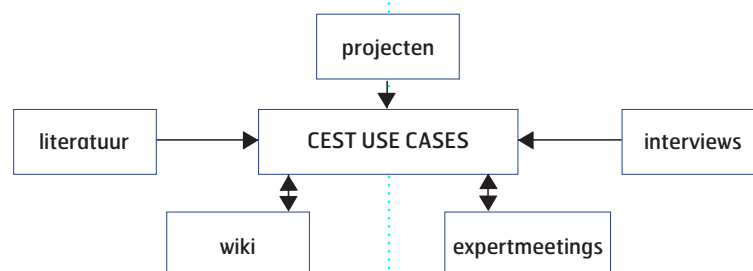 projecten
literatuur
CEST USE CASES
interviews
wiki
expertmeetings